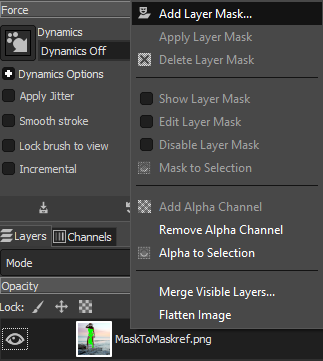 Force
Dynamics
Dynamics Off
Dynamics Options
Apply Jitter
Smooth stroke
Lock brush to view
Incremental
Layers
Channels
Mode
Opacity
Lock:
MaskToMaskref.png
Add Layer Mask...
Apply Layer Mask
Delete Layer Mask
Show Layer Mask
Edit Layer Mask
Disable Layer Mask
Mask to Selection
Add Alpha Channel
Remove Alpha Channel
Alpha to Selection
Merge Visible Layers...
Flatten Image